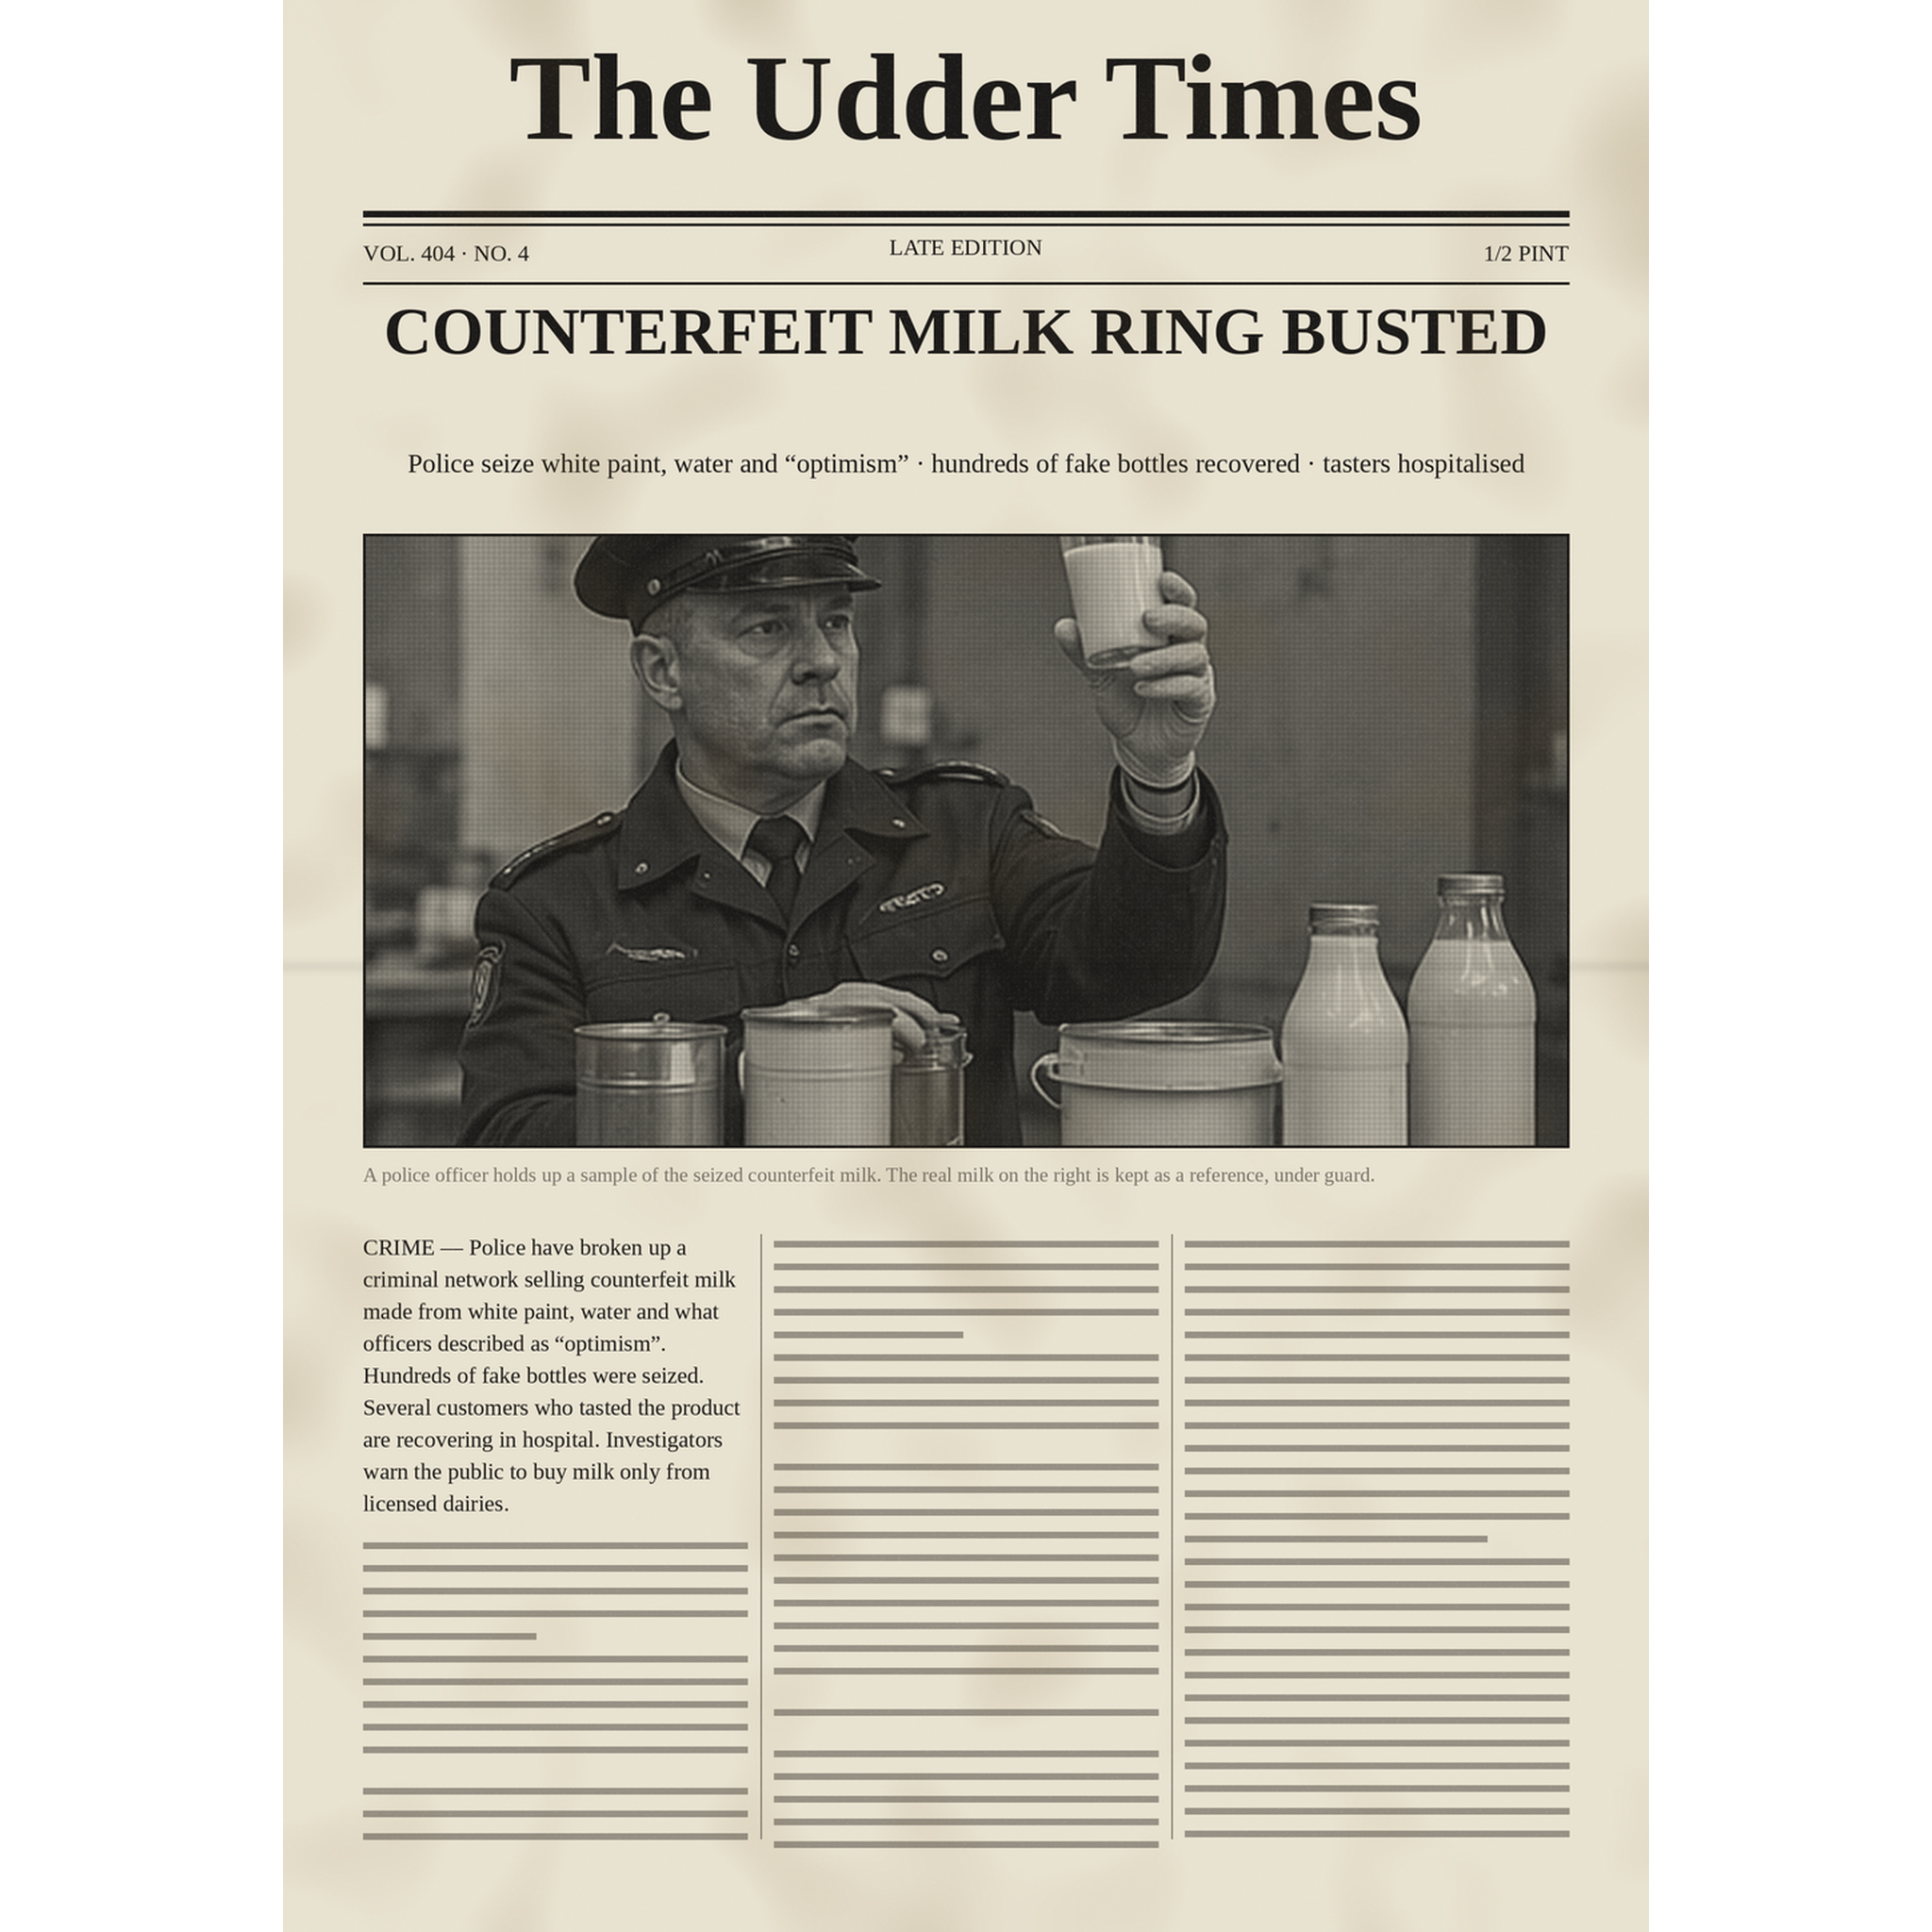 The Udder Times
VOL. 404 · NO. 4
LATE EDITION
1/2 PINT
COUNTERFEIT MILK RING BUSTED
Police seize white paint, water and “optimism” · hundreds of fake bottles recovered · tasters hospitalised
A police officer holds up a sample of the seized counterfeit milk. The real milk on the right is kept as a reference, under guard.
CRIME — Police have broken up a
criminal network selling counterfeit milk
made from white paint, water and what
officers described as “optimism”.
Hundreds of fake bottles were seized.
Several customers who tasted the product
are recovering in hospital. Investigators
warn the public to buy milk only from
licensed dairies.